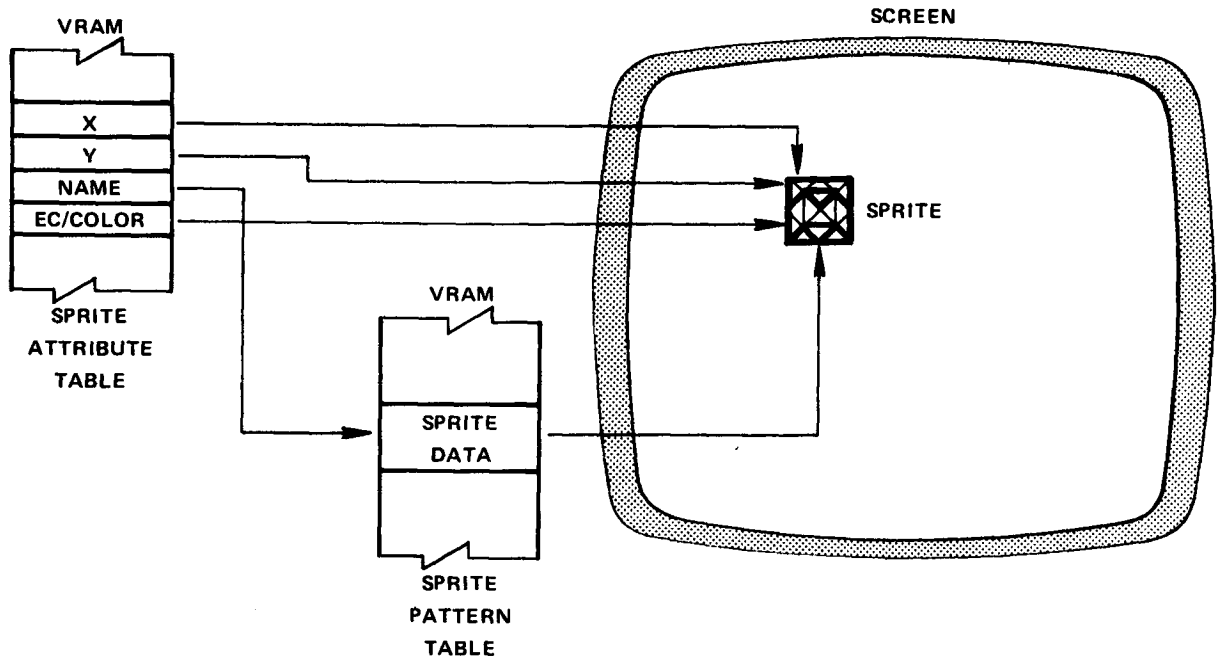 VRAM
X
Y
NAME
EC/COLOR
SPRITE
ATTRIBUTE
TABLE
VRAM
SPRITE
DATA
SPRITE
PATTERN
TABLE
SCREEN
SPRITE